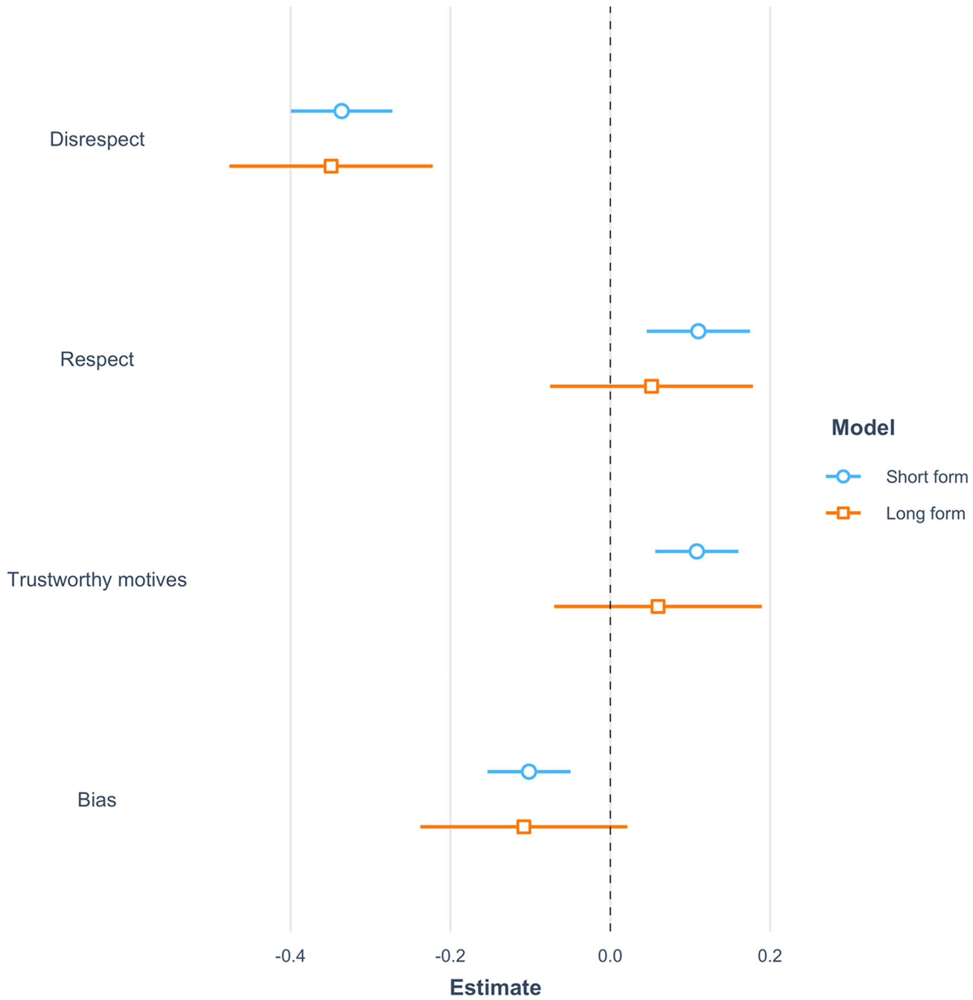 Disrespect
Respect
Trustworthy motives
Bias
Model
Short form
Long form
-0.4 -0.2 0.0 0.2
Estimate